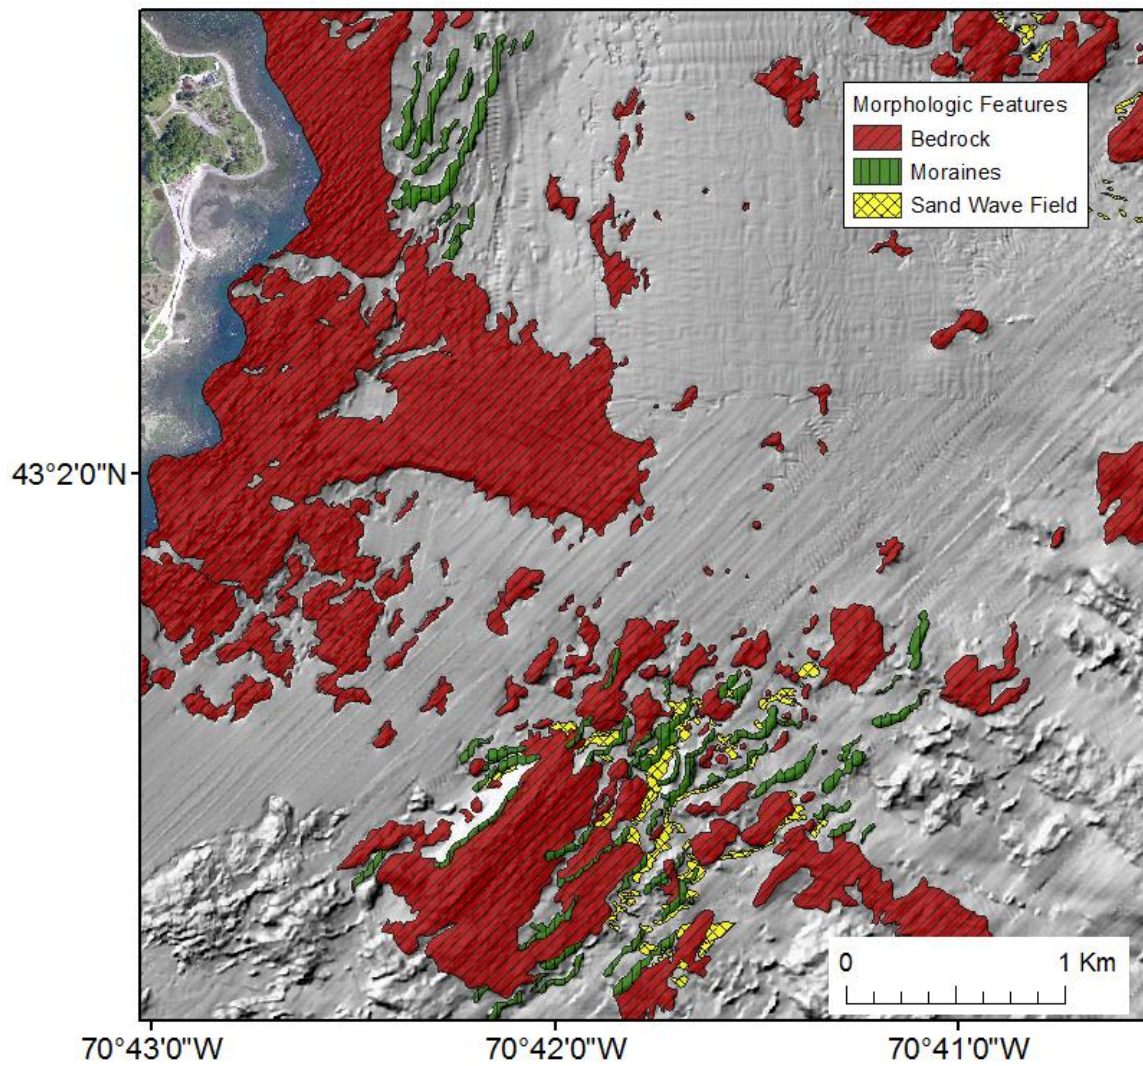 Morphologic Features
Bedrock
Moraines
Sand Wave Field
43°2'0"N
0 1 Km
70°43'0"W 70°42'0"W 70°41'0"W